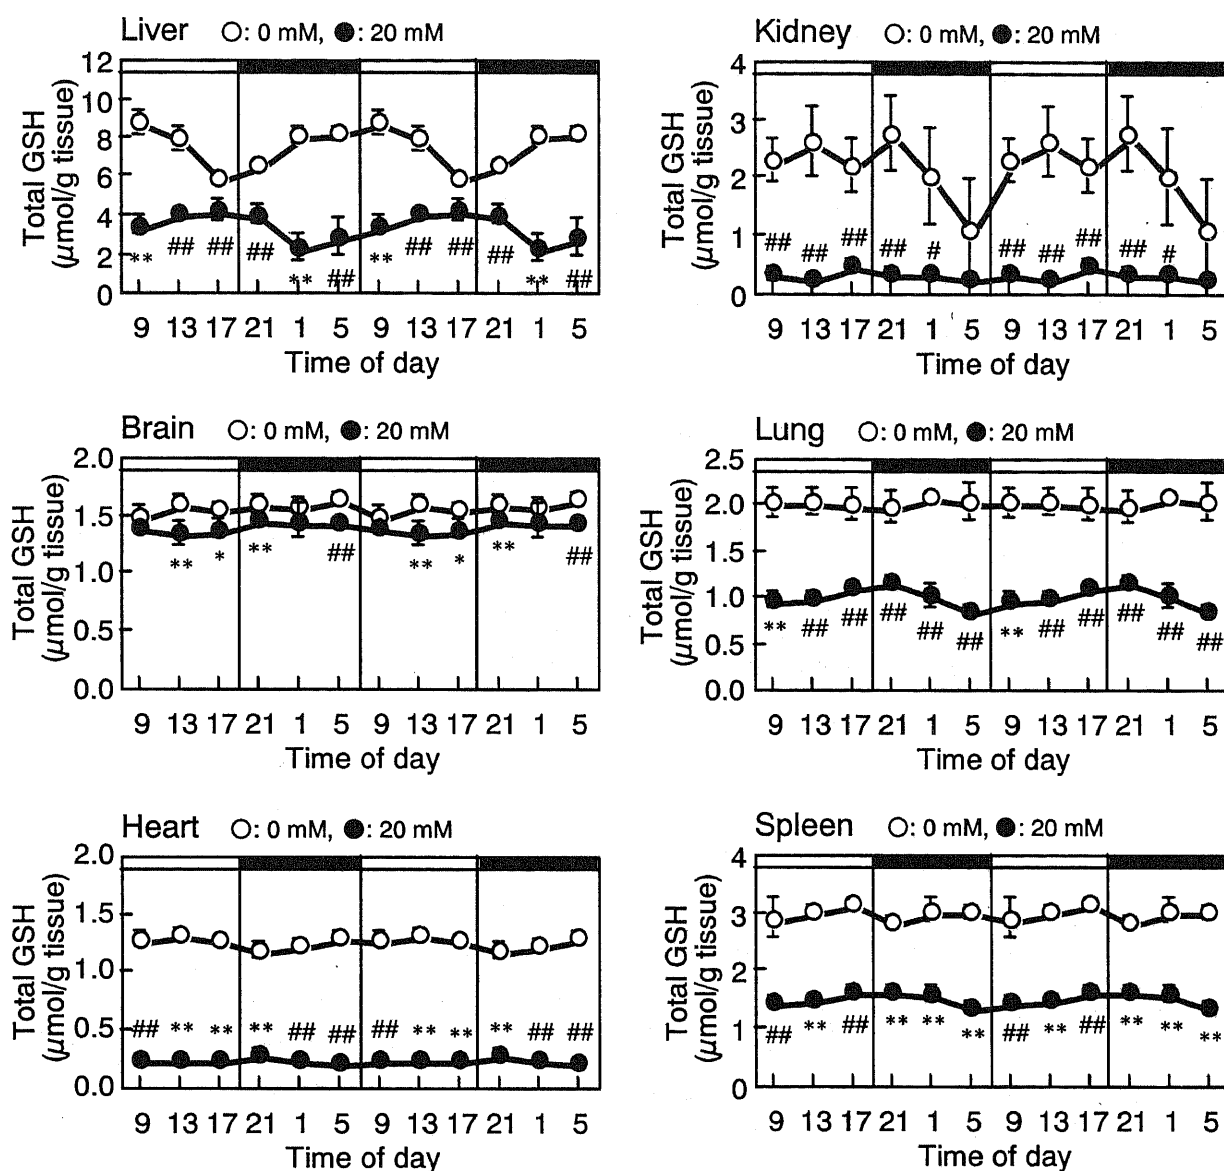 Liver ○: 0 mM, ●: 20 mM
Total GSH
(µmol/g tissue)
12
10
8
6
4
2
0
** ## ## ## ** ## ** ## ## ## ** ##
9 13 17 21 1 5 9 13 17 21 1 5
Time of day
Kidney ○: 0 mM, ●: 20 mM
Total GSH
(µmol/g tissue)
4
3
2
1
0
## ## ## ## # ## ## ## ## #
9 13 17 21 1 5 9 13 17 21 1 5
Time of day
Brain ○: 0 mM, ●: 20 mM
Total GSH
(µmol/g tissue)
2.0
1.5
1.0
0.5
0.0
** * ** ## ** * ** ##
9 13 17 21 1 5 9 13 17 21 1 5
Time of day
Lung ○: 0 mM, ●: 20 mM
Total GSH
(µmol/g tissue)
2.5
2.0
1.5
1.0
0.5
0.0
** ## ## ## ## ## ** ## ## ## ## ##
9 13 17 21 1 5 9 13 17 21 1 5
Time of day
Heart ○: 0 mM, ●: 20 mM
Total GSH
(µmol/g tissue)
2.0
1.5
1.0
0.5
0.0
## ** ** ** ## ## ## ** ** ** ## ##
9 13 17 21 1 5 9 13 17 21 1 5
Time of day
Spleen ○: 0 mM, ●: 20 mM
Total GSH
(µmol/g tissue)
4
3
2
1
0
## ** ## ** ** ** ## ** ## ** ** **
9 13 17 21 1 5 9 13 17 21 1 5
Time of day